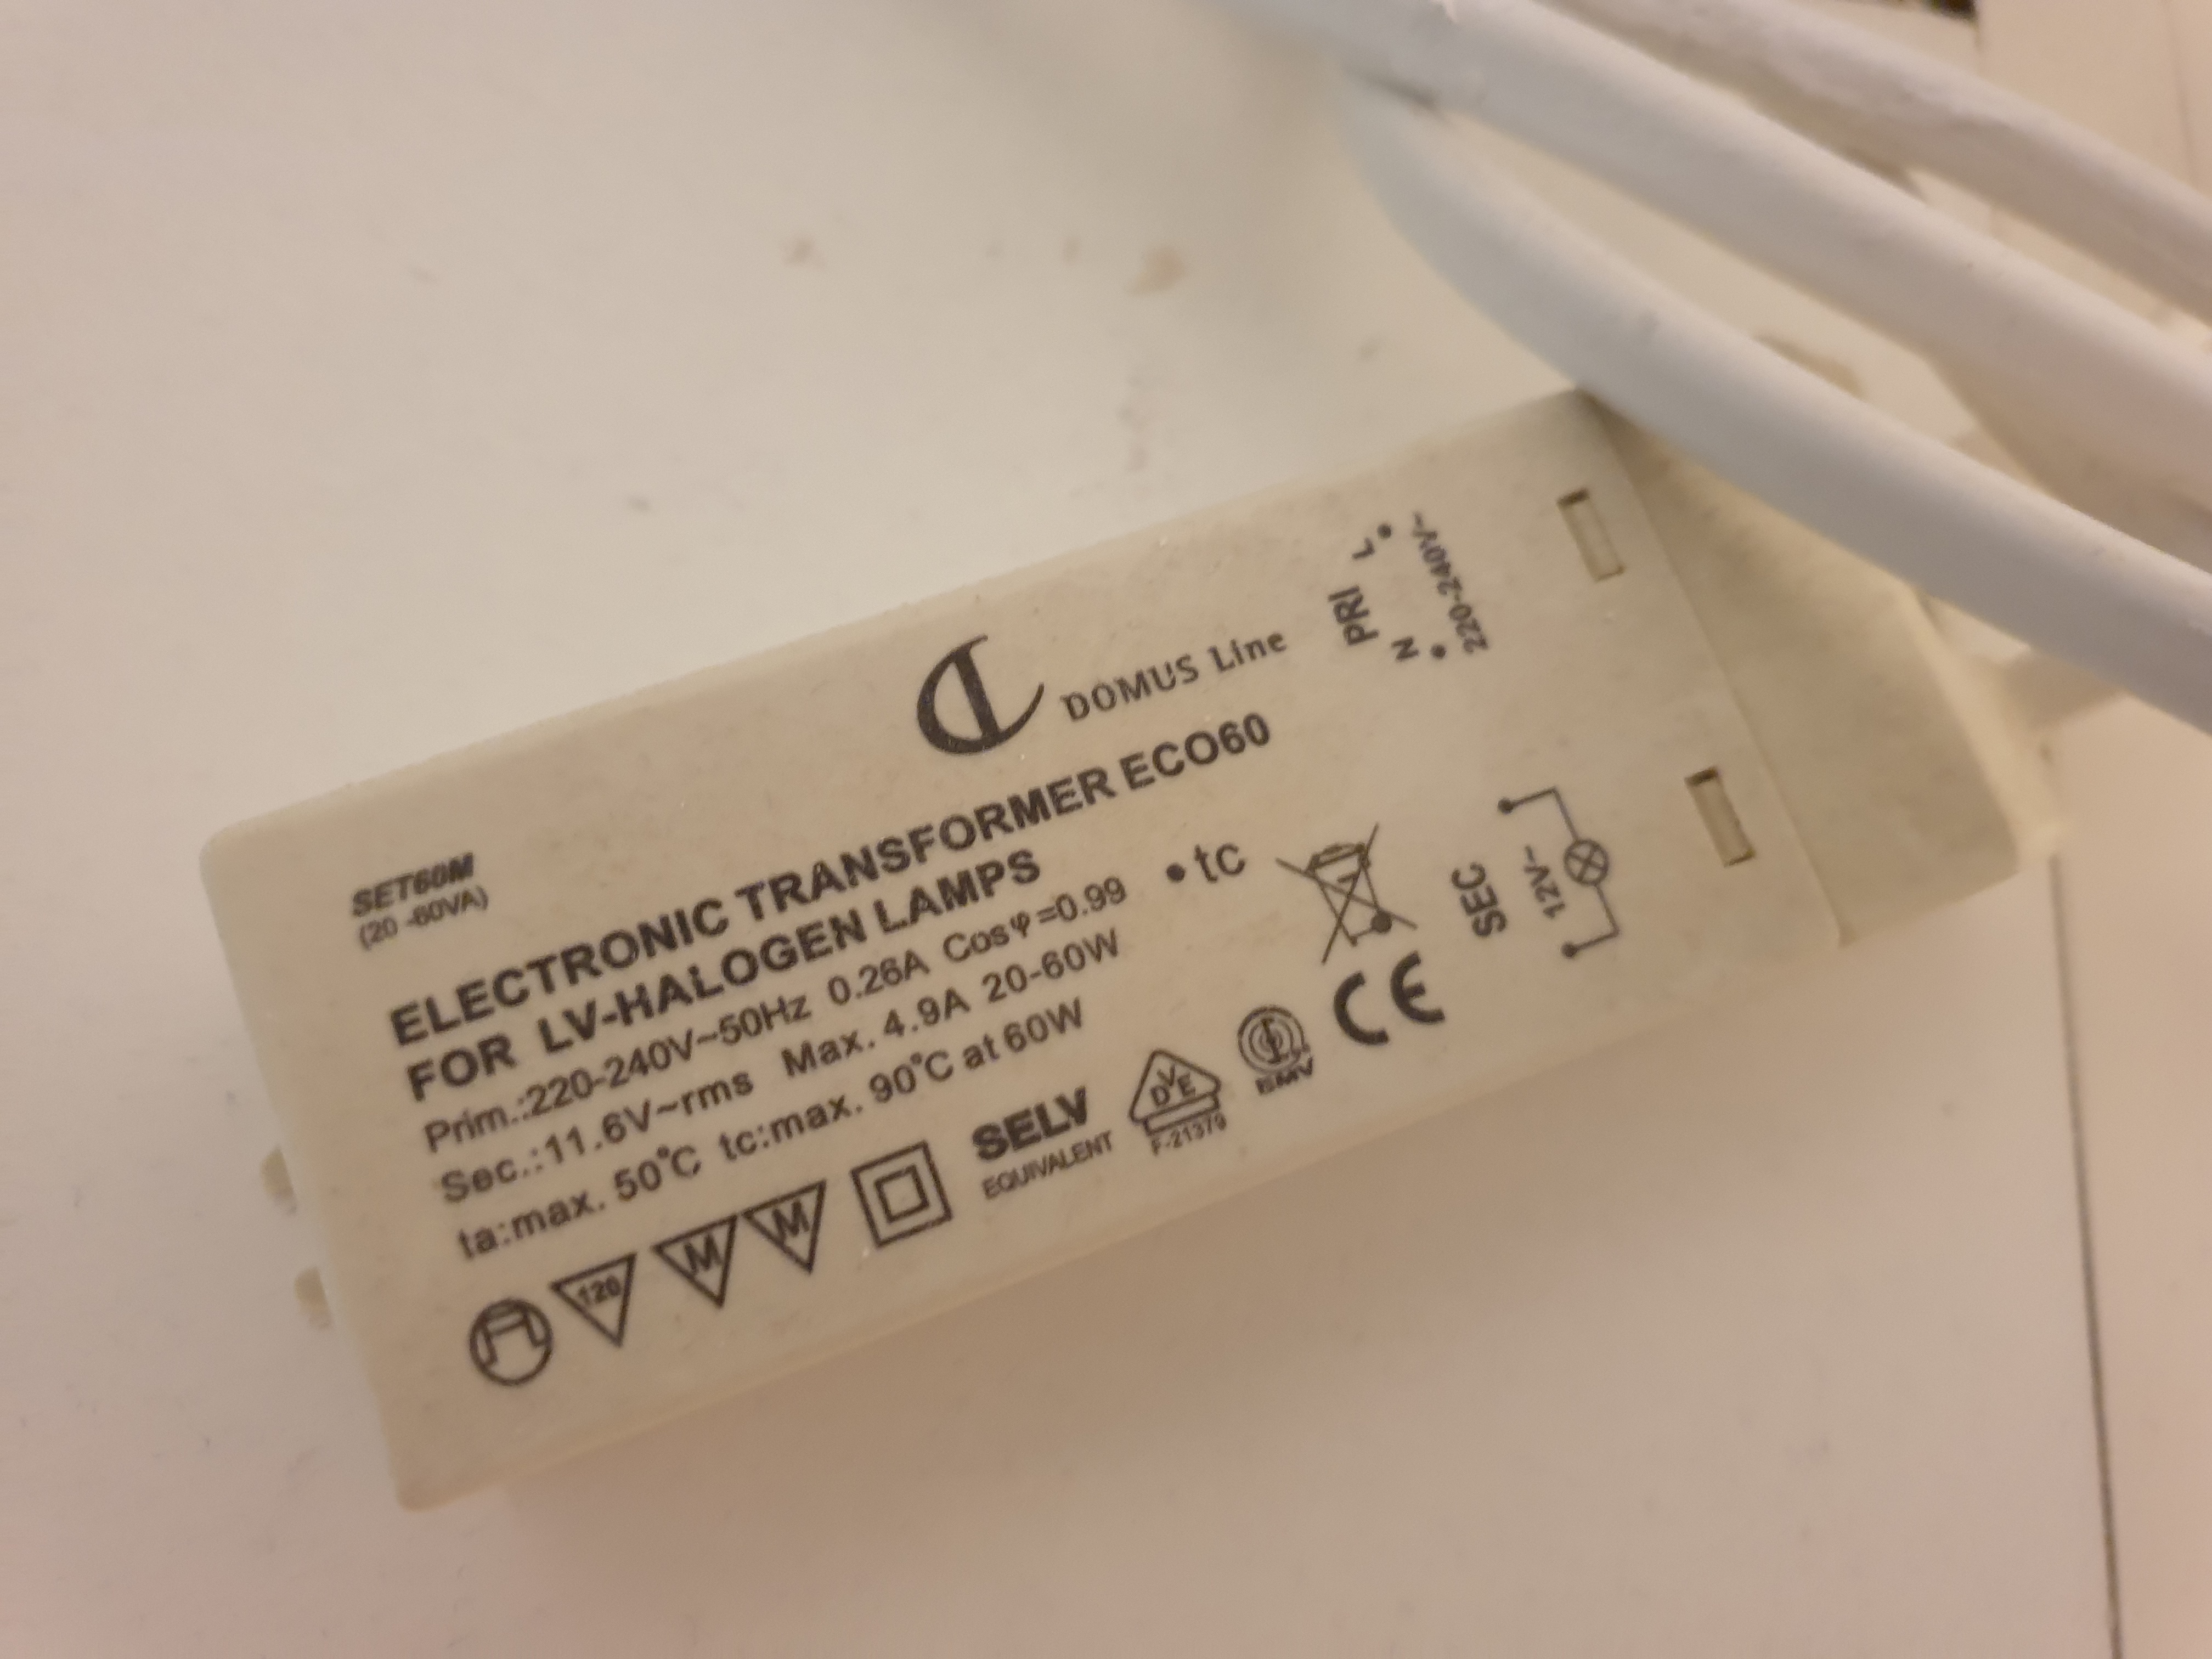 DOMUS Line
SET60M
(20 -60VA)
ELECTRONIC TRANSFORMER ECO60
FOR LV-HALOGEN LAMPS
Prim.:220-240V~50Hz 0.26A Cosφ=0.99
Sec.:11.6V~rms Max. 4.9A 20-60W
ta:max. 50°C tc:max. 90°C at 60W
•tc
120 M M
SELV
EQUIVALENT
DVE
F-21379
EMV
CE
PRI
N L
220-240V~
SEC
12V~